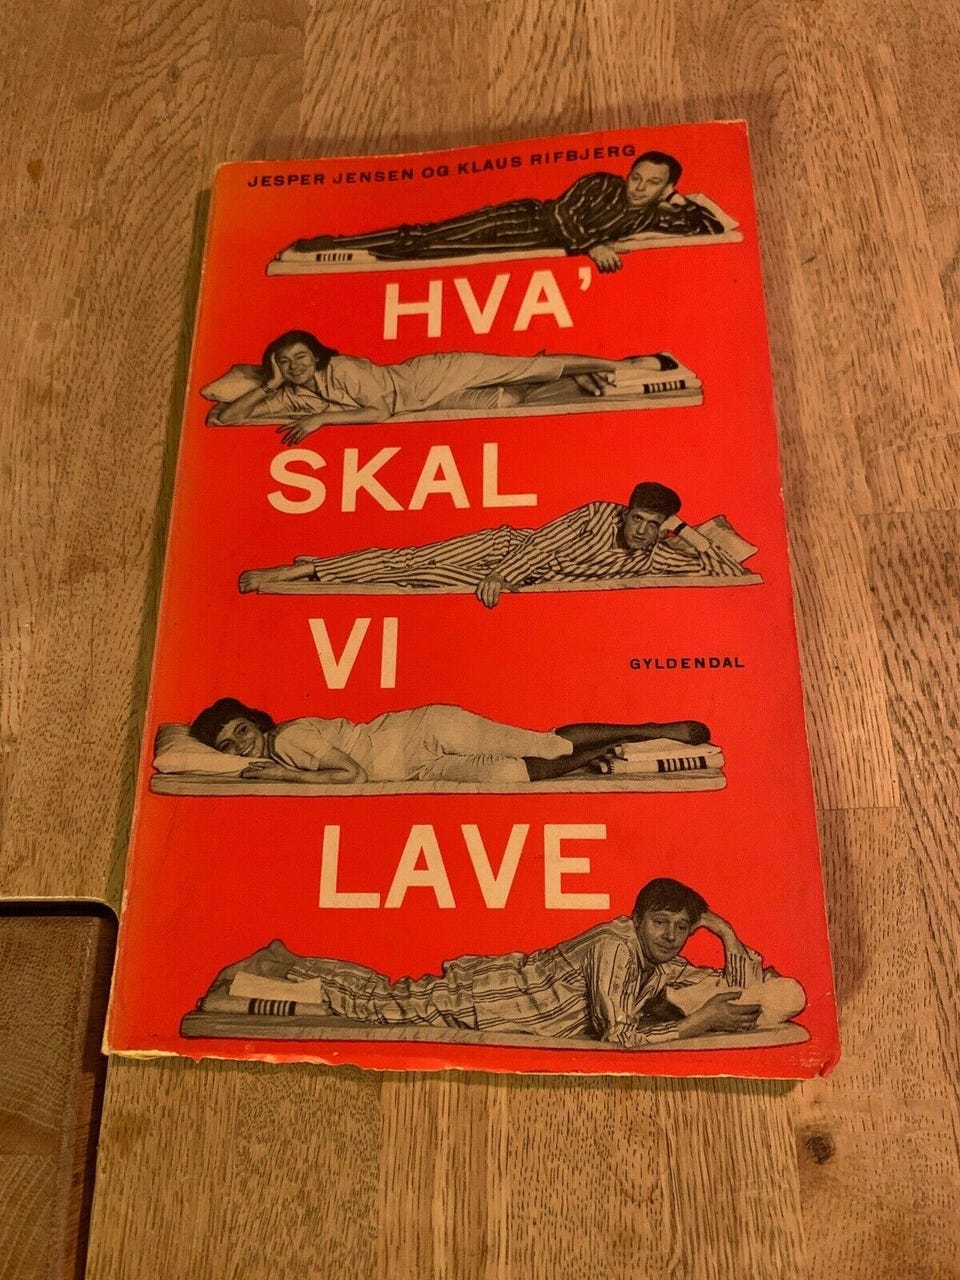 JESPER JENSEN OG KLAUS RIFBJERG
HVA'
SKAL
VI
GYLDENDAL
LAVE